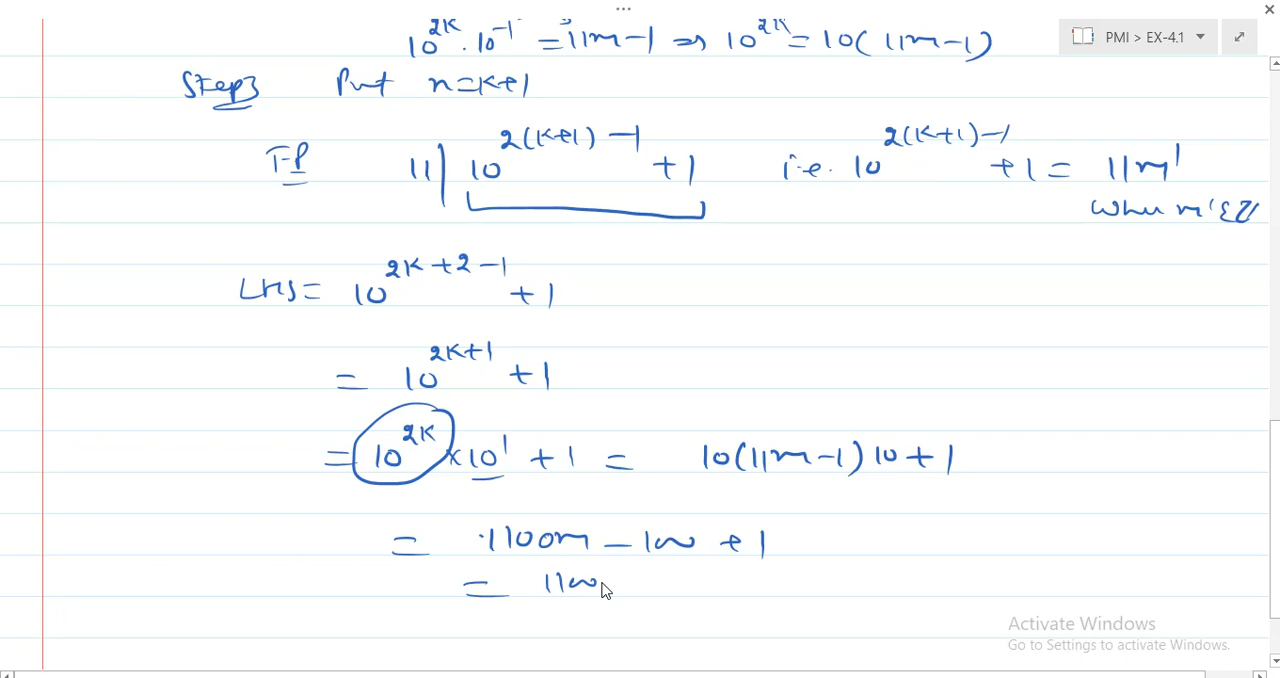 10^{2K} · 10^{-1} = 11m-1 ⇒ 10^{2K} = 10(11m-1)
PMI > EX-4.1
Step3 Put n=K+1
T.P 11 | 10^{2(K+1)-1} + 1 i.e. 10^{2(K+1)-1} + 1 = 11m'
when m'∈Z
LHS = 10^{2K+2-1} + 1
= 10^{2K+1} + 1
= 10^{2K} × 10^1 + 1 = 10(11m-1)10+1
= 1100m - 100 + 1
= 1100
Activate Windows
Go to Settings to activate Windows.